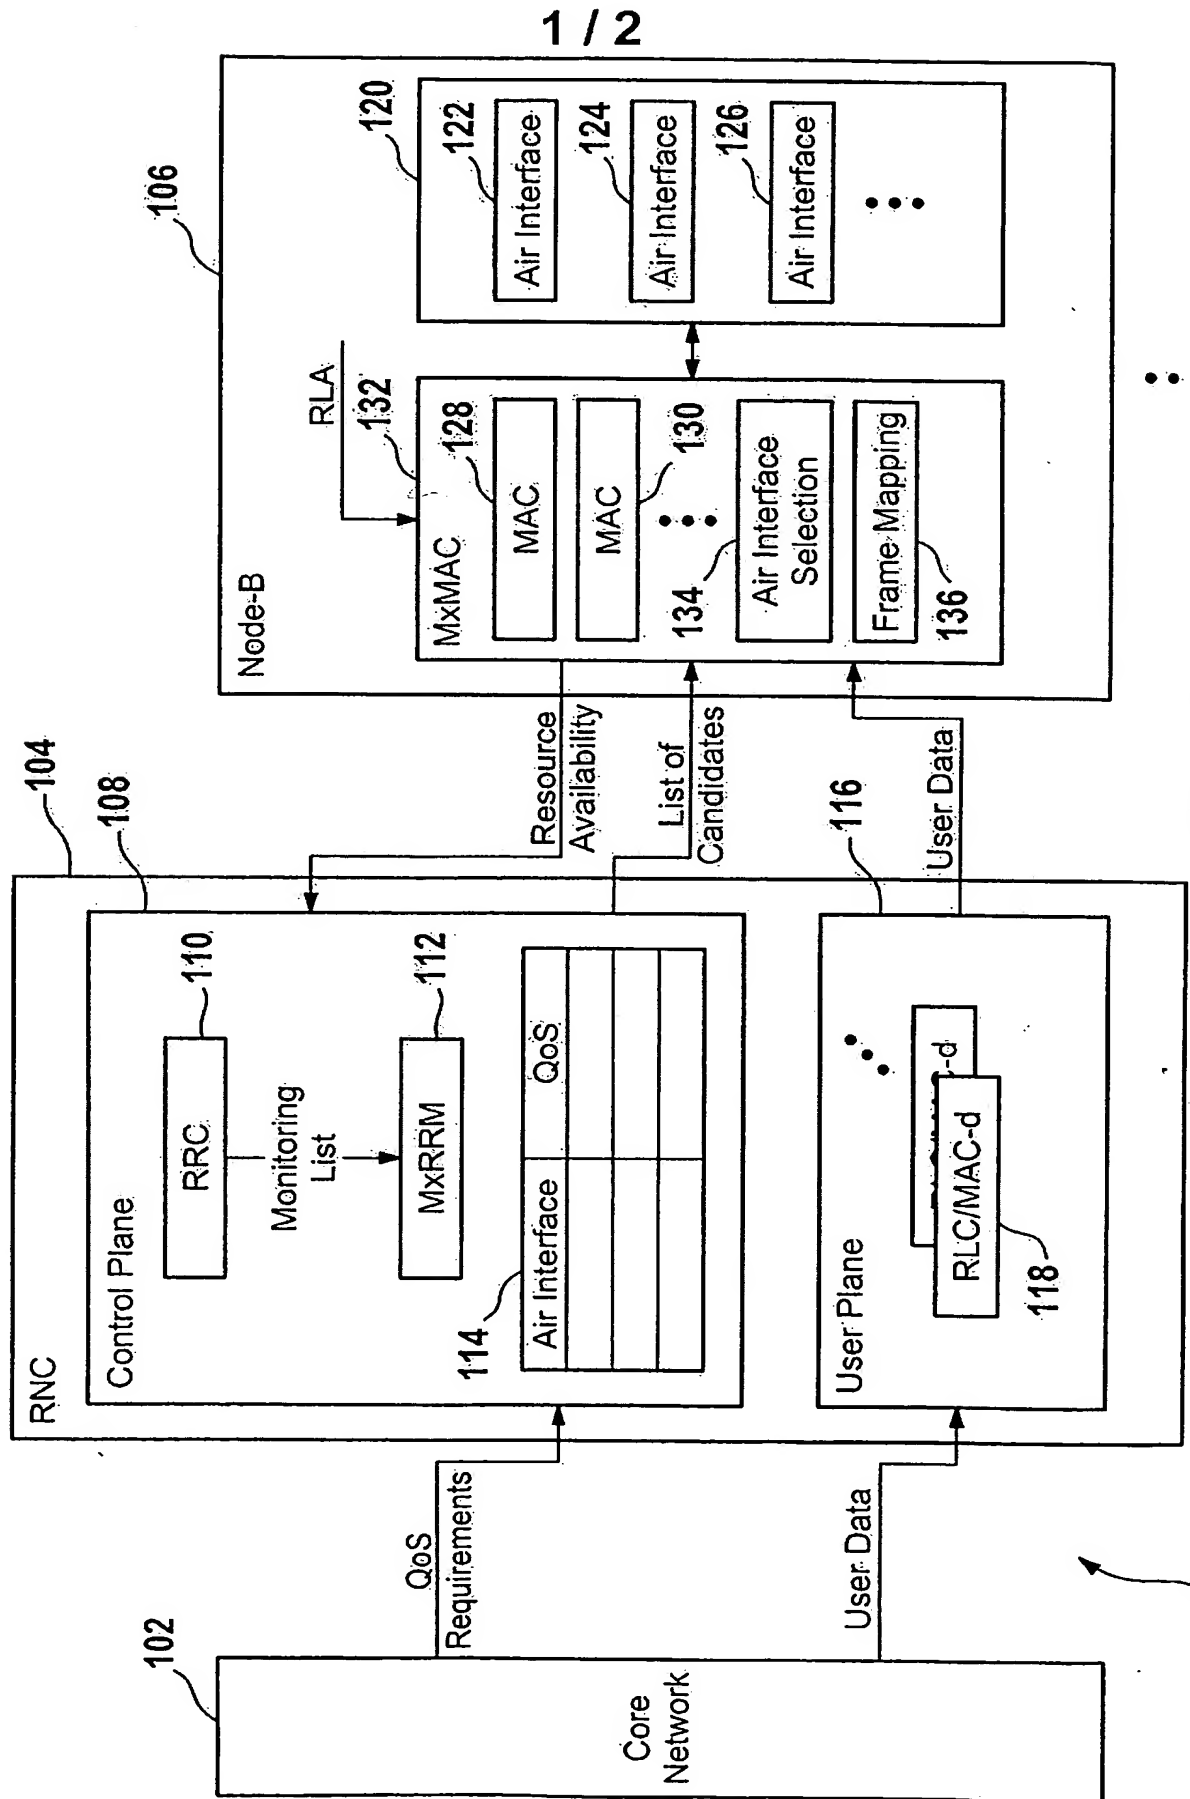 1 / 2
102
Core
Network
QoS
Requirements
User Data
104
RNC
108
Control Plane
RRC
110
Monitoring
List
MxRRM
112
114
Air Interface
QoS
116
User Plane
C-d
RLC/MAC-d
118
Resource
Availability
List of
Candidates
User Data
106
Node-B
RLA
132
MxMAC
128
MAC
MAC
130
134
Air Interface
Selection
Frame Mapping
136
120
122
Air Interface
124
Air Interface
126
Air Interface